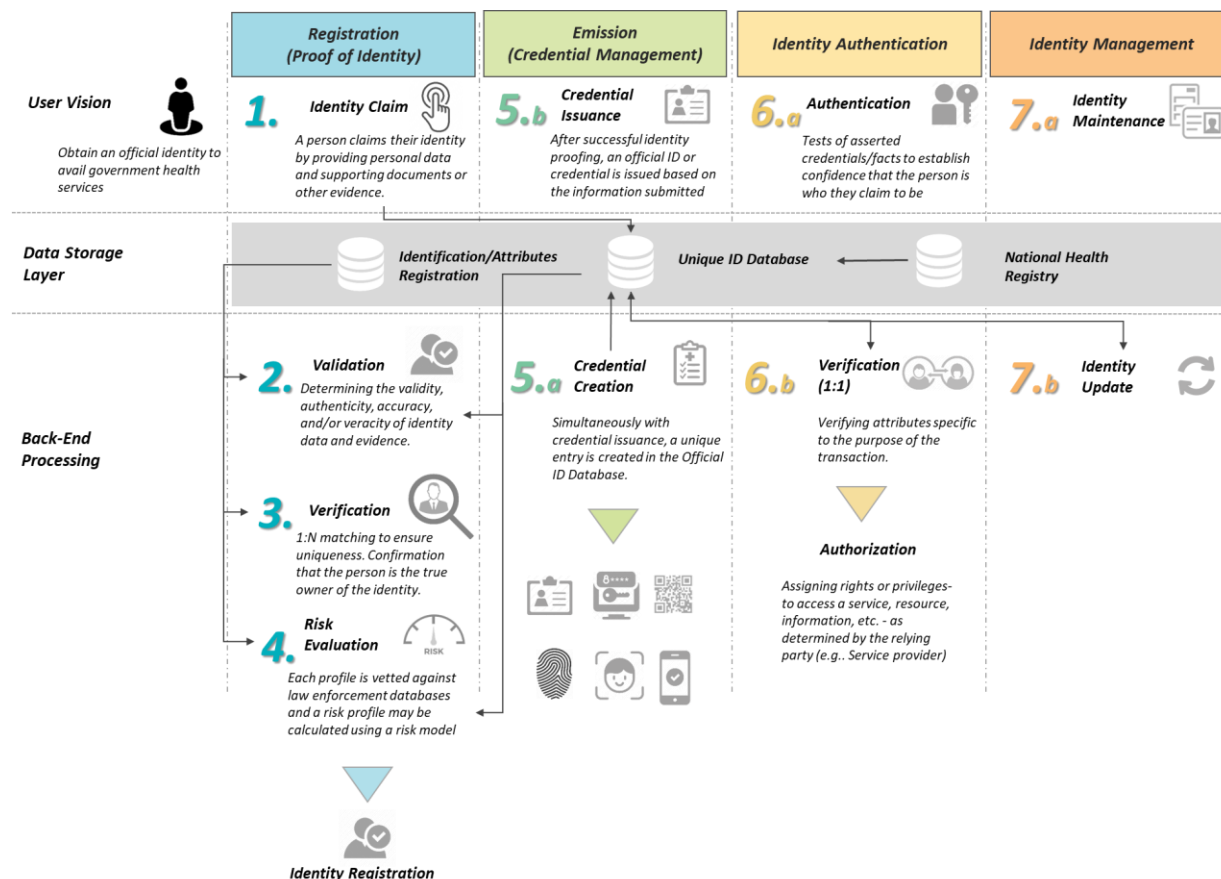 Registration
(Proof of Identity)
Emission
(Credential Management)
Identity Authentication
Identity Management
User Vision
Obtain an official identity to
avail government health
services
1.
Identity Claim
A person claims their identity
by providing personal data
and supporting documents or
other evidence.
5.b
Credential
Issuance
After successful identity
proofing, an official ID or
credential is issued based on
the information submitted
6.a
Authentication
Tests of asserted
credentials/facts to establish
confidence that the person is
who they claim to be
7.a
Identity
Maintenance
Data Storage
Layer
Identification/Attributes
Registration
Unique ID Database
National Health
Registry
Back-End
Processing
2.
Validation
Determining the validity,
authenticity, accuracy,
and/or veracity of identity
data and evidence.
3.
Verification
1:N matching to ensure
uniqueness. Confirmation
that the person is the true
owner of the identity.
4.
Risk
Evaluation
RISK
Each profile is vetted against
law enforcement databases
and a risk profile may be
calculated using a risk model
Identity Registration
5.a
Credential
Creation
Simultaneously with
credential issuance, a unique
entry is created in the Official
ID Database.
6.b
Verification
(1:1)
Verifying attributes specific
to the purpose of the
transaction.
Authorization
Assigning rights or privileges-
to access a service, resource,
information, etc. - as
determined by the relying
party (e.g.. Service provider)
7.b
Identity
Update